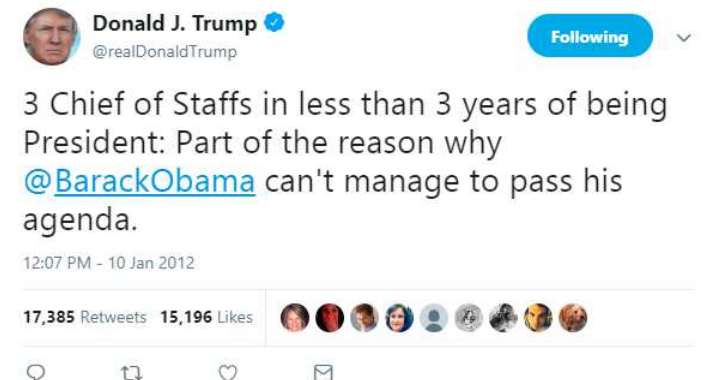 Donald J. Trump
@realDonaldTrump
Following
3 Chief of Staffs in less than 3 years of being
President: Part of the reason why
@BarackObama can't manage to pass his
agenda.
12:07 PM - 10 Jan 2012
17,385 Retweets 15,196 Likes